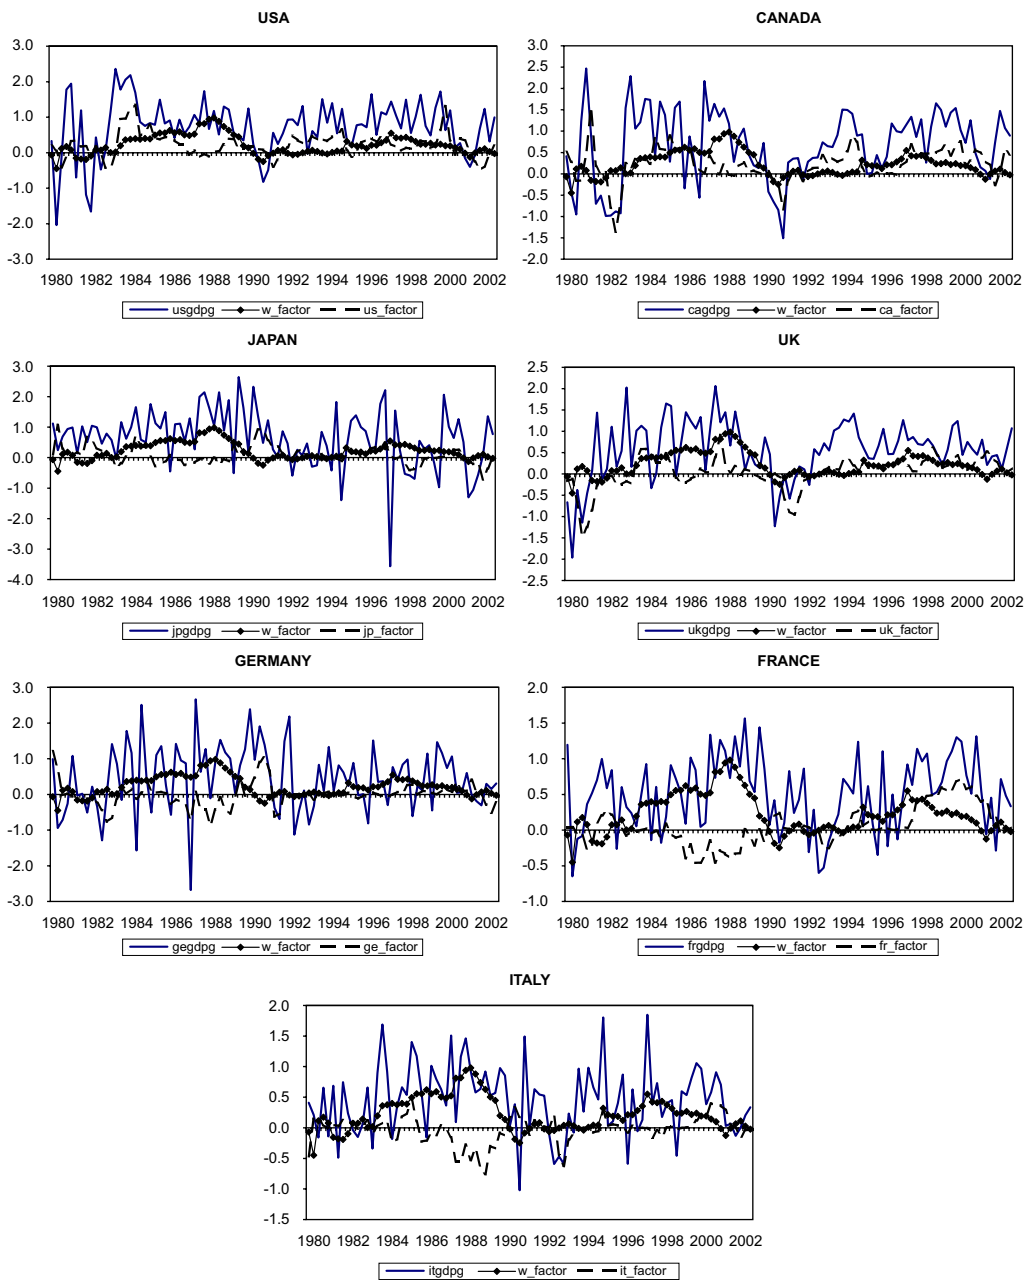 USA
3.0
2.0
1.0
0.0
-1.0
-2.0
-3.0
1980 1982 1984 1986 1988 1990 1992 1994 1996 1998 2000 2002
usgdpg w_factor us_factor
CANADA
3.0
2.5
2.0
1.5
1.0
0.5
0.0
-0.5
-1.0
-1.5
-2.0
1980 1982 1984 1986 1988 1990 1992 1994 1996 1998 2000 2002
cagdpg w_factor ca_factor
JAPAN
3.0
2.0
1.0
0.0
-1.0
-2.0
-3.0
-4.0
1980 1982 1984 1986 1988 1990 1992 1994 1996 1998 2000 2002
jpgdpg w_factor jp_factor
UK
2.5
2.0
1.5
1.0
0.5
0.0
-0.5
-1.0
-1.5
-2.0
-2.5
1980 1982 1984 1986 1988 1990 1992 1994 1996 1998 2000 2002
ukgdpg w_factor uk_factor
GERMANY
3.0
2.0
1.0
0.0
-1.0
-2.0
-3.0
1980 1982 1984 1986 1988 1990 1992 1994 1996 1998 2000 2002
gegdpg w_factor ge_factor
FRANCE
2.0
1.5
1.0
0.5
0.0
-0.5
-1.0
1980 1982 1984 1986 1988 1990 1992 1994 1996 1998 2000 2002
frgdpg w_factor fr_factor
ITALY
2.0
1.5
1.0
0.5
0.0
-0.5
-1.0
-1.5
1980 1982 1984 1986 1988 1990 1992 1994 1996 1998 2000 2002
itgdpg w_factor it_factor